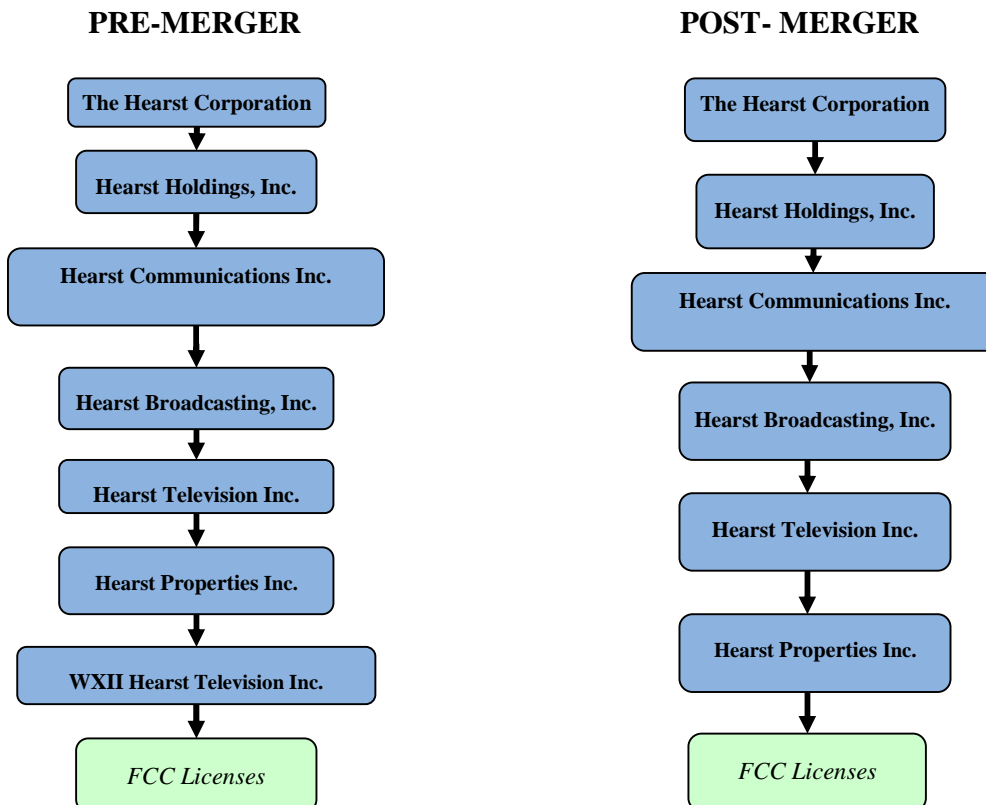 PRE-MERGER
The Hearst Corporation
Hearst Holdings, Inc.
Hearst Communications Inc.
Hearst Broadcasting, Inc.
Hearst Television Inc.
Hearst Properties Inc.
WXII Hearst Television Inc.
FCC Licenses
POST- MERGER
The Hearst Corporation
Hearst Holdings, Inc.
Hearst Communications Inc.
Hearst Broadcasting, Inc.
Hearst Television Inc.
Hearst Properties Inc.
FCC Licenses